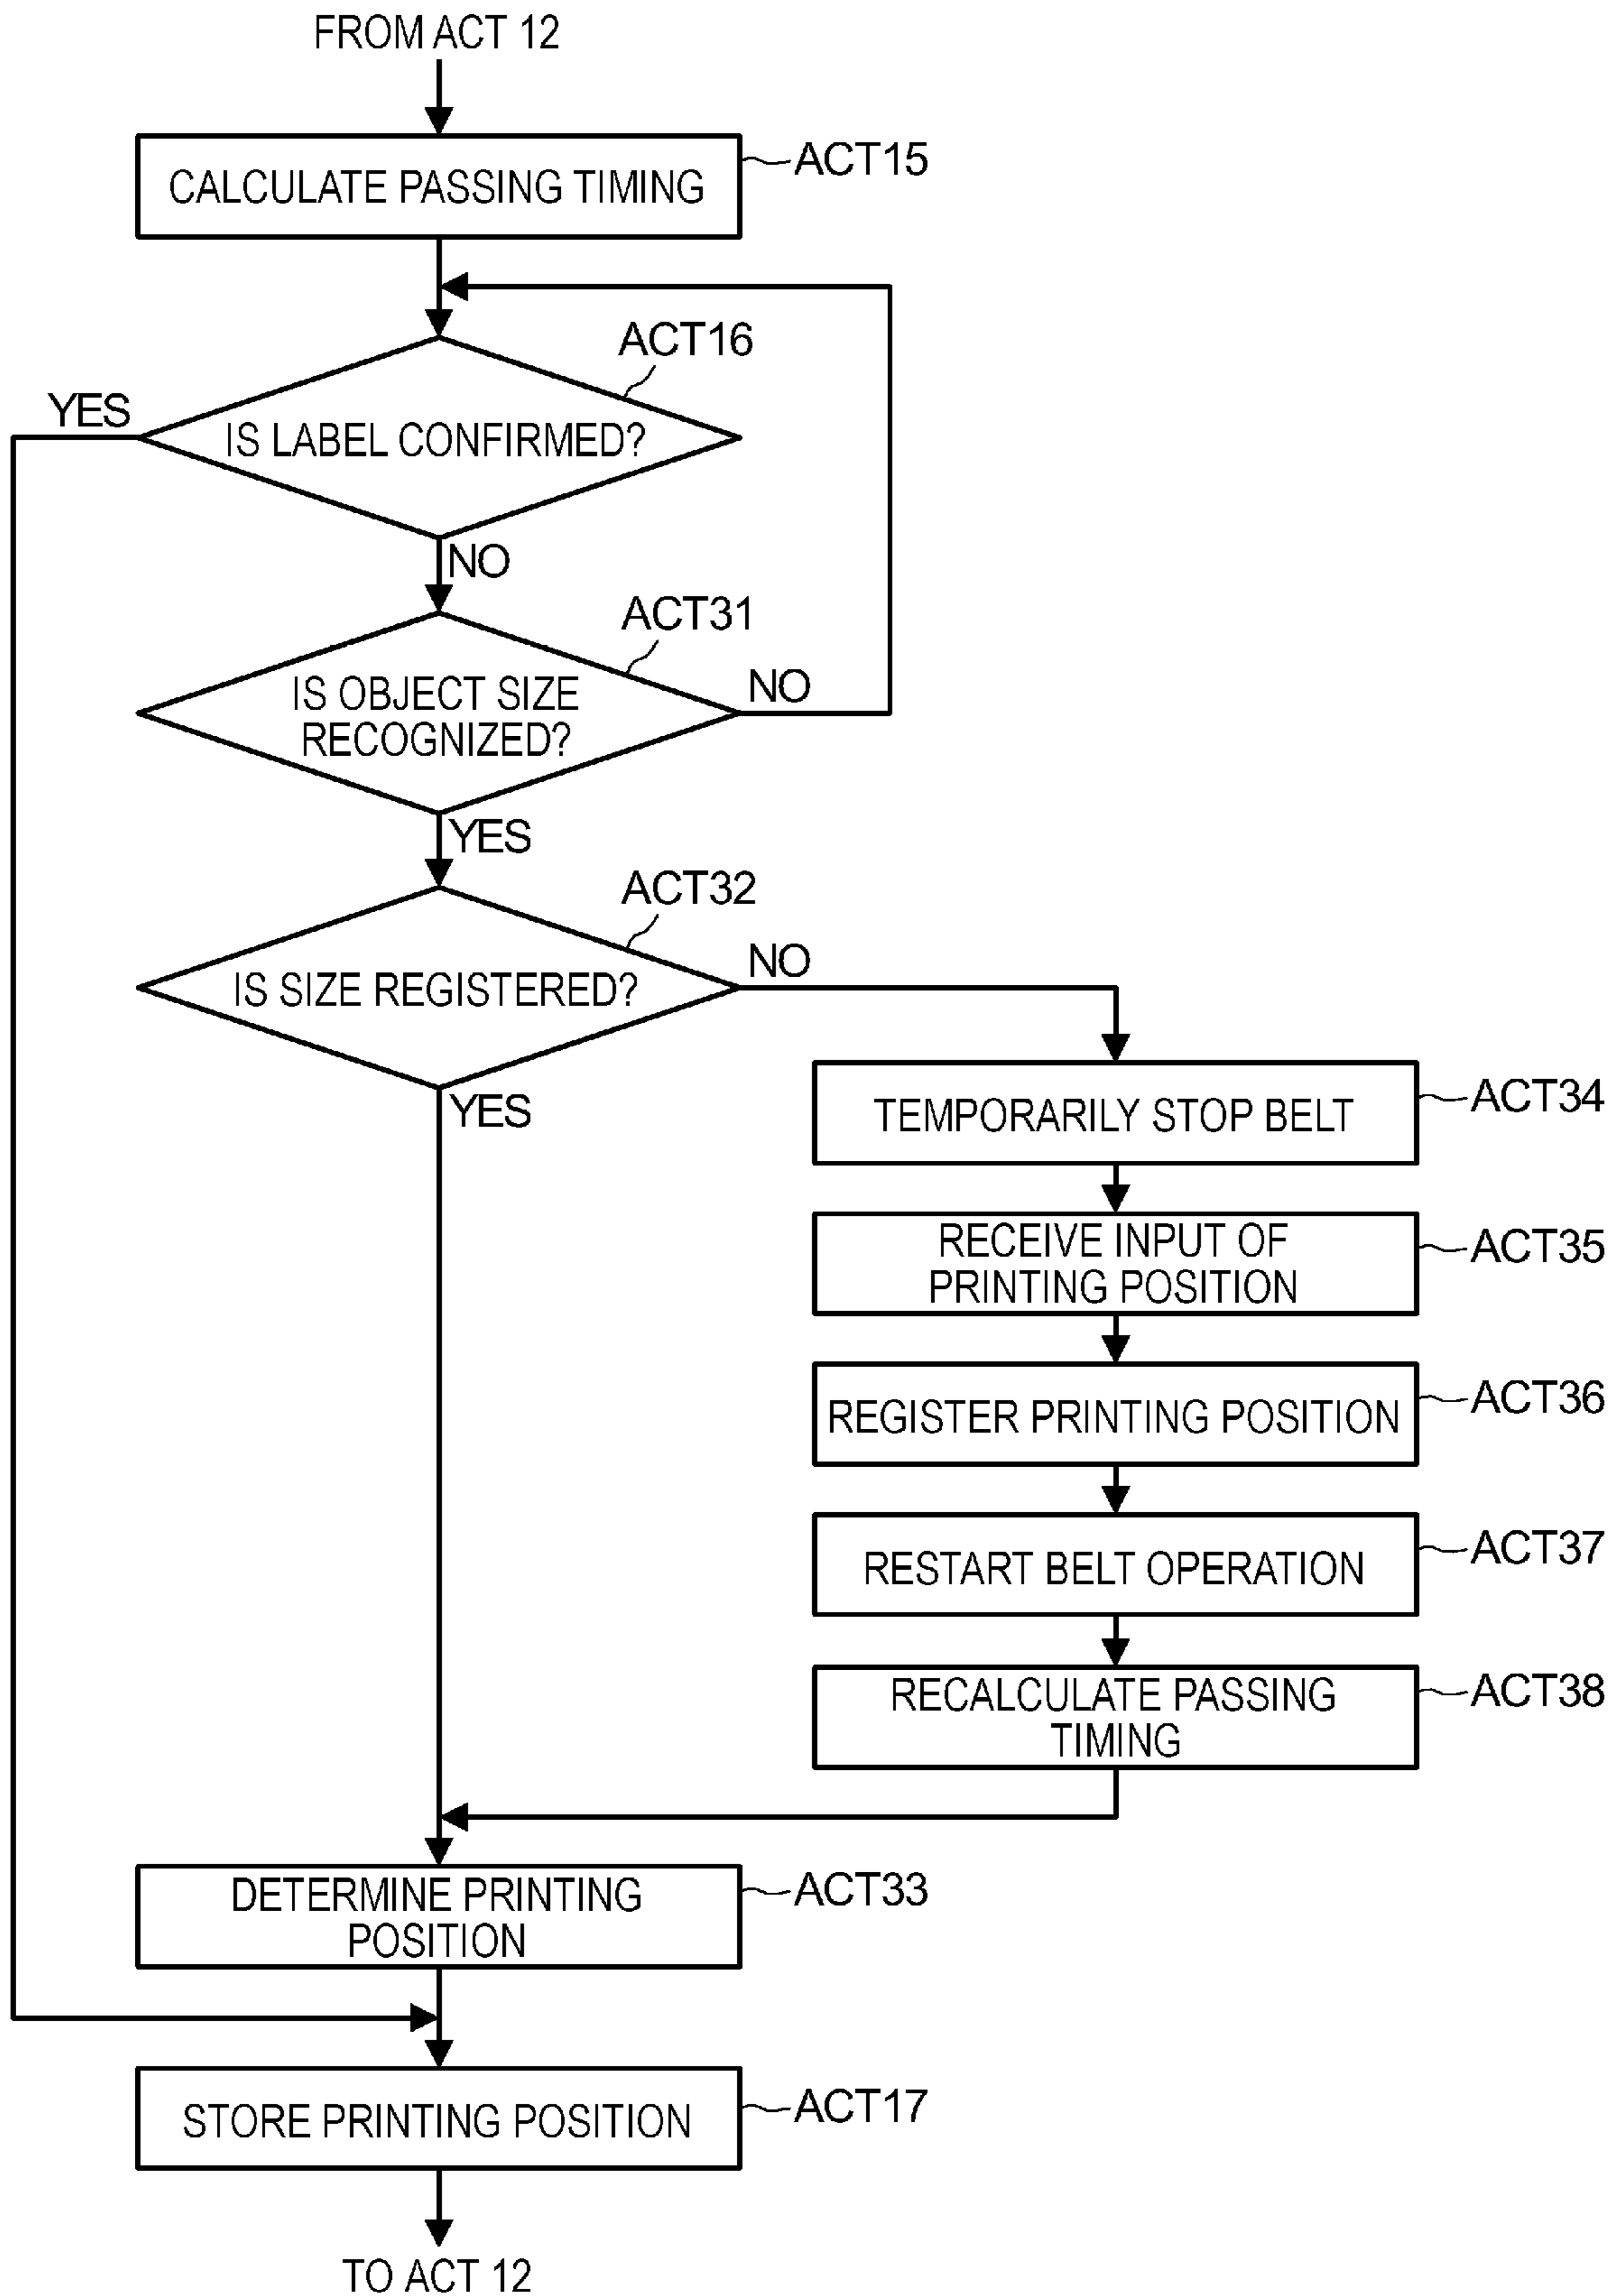 FROM ACT 12
CALCULATE PASSING TIMING
ACT15
ACT16
YES
IS LABEL CONFIRMED?
NO
ACT31
IS OBJECT SIZE
RECOGNIZED?
NO
YES
ACT32
IS SIZE REGISTERED?
NO
YES
TEMPORARILY STOP BELT
ACT34
RECEIVE INPUT OF
PRINTING POSITION
ACT35
REGISTER PRINTING POSITION
ACT36
RESTART BELT OPERATION
ACT37
RECALCULATE PASSING
TIMING
ACT38
DETERMINE PRINTING
POSITION
ACT33
STORE PRINTING POSITION
ACT17
TO ACT 12